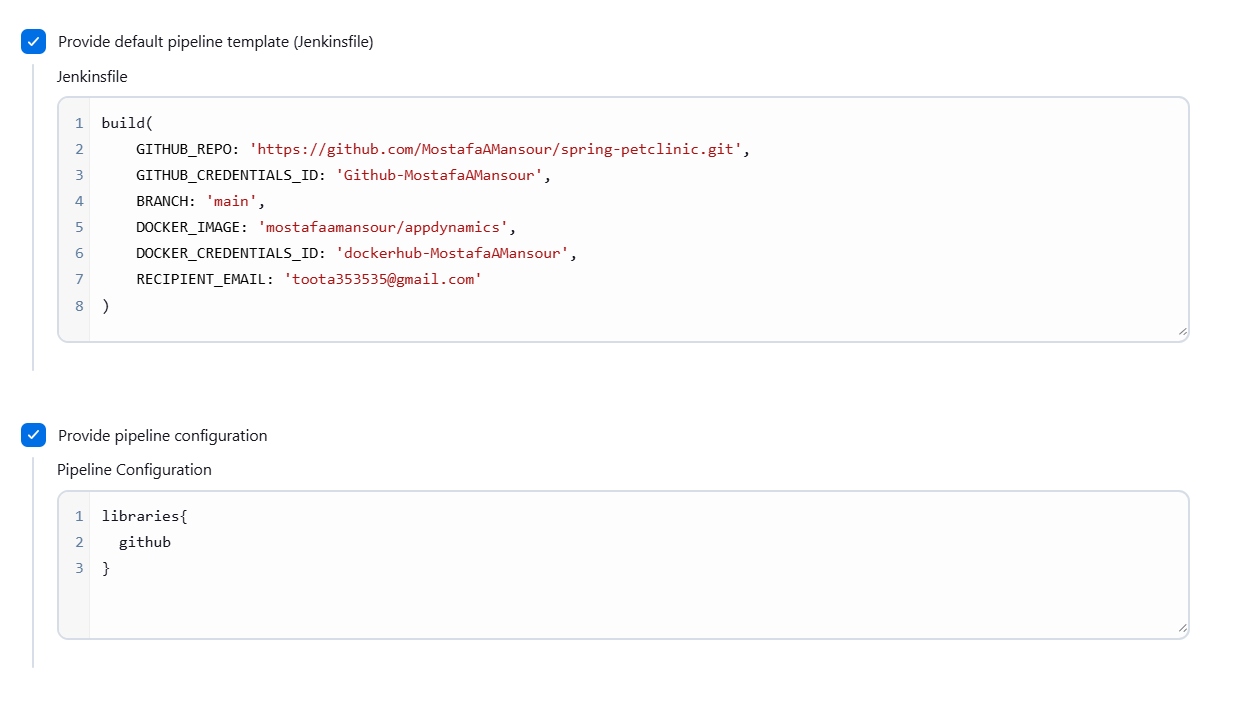 Provide default pipeline template (Jenkinsfile)
Jenkinsfile
1 build(
2     GITHUB_REPO: 'https://github.com/MostafaAMansour/spring-petclinic.git',
3     GITHUB_CREDENTIALS_ID: 'Github-MostafaAMansour',
4     BRANCH: 'main',
5     DOCKER_IMAGE: 'mostafaamansour/appdynamics',
6     DOCKER_CREDENTIALS_ID: 'dockerhub-MostafaAMansour',
7     RECIPIENT_EMAIL: 'toota353535@gmail.com'
8 )
Provide pipeline configuration
Pipeline Configuration
1 libraries{
2   github
3 }